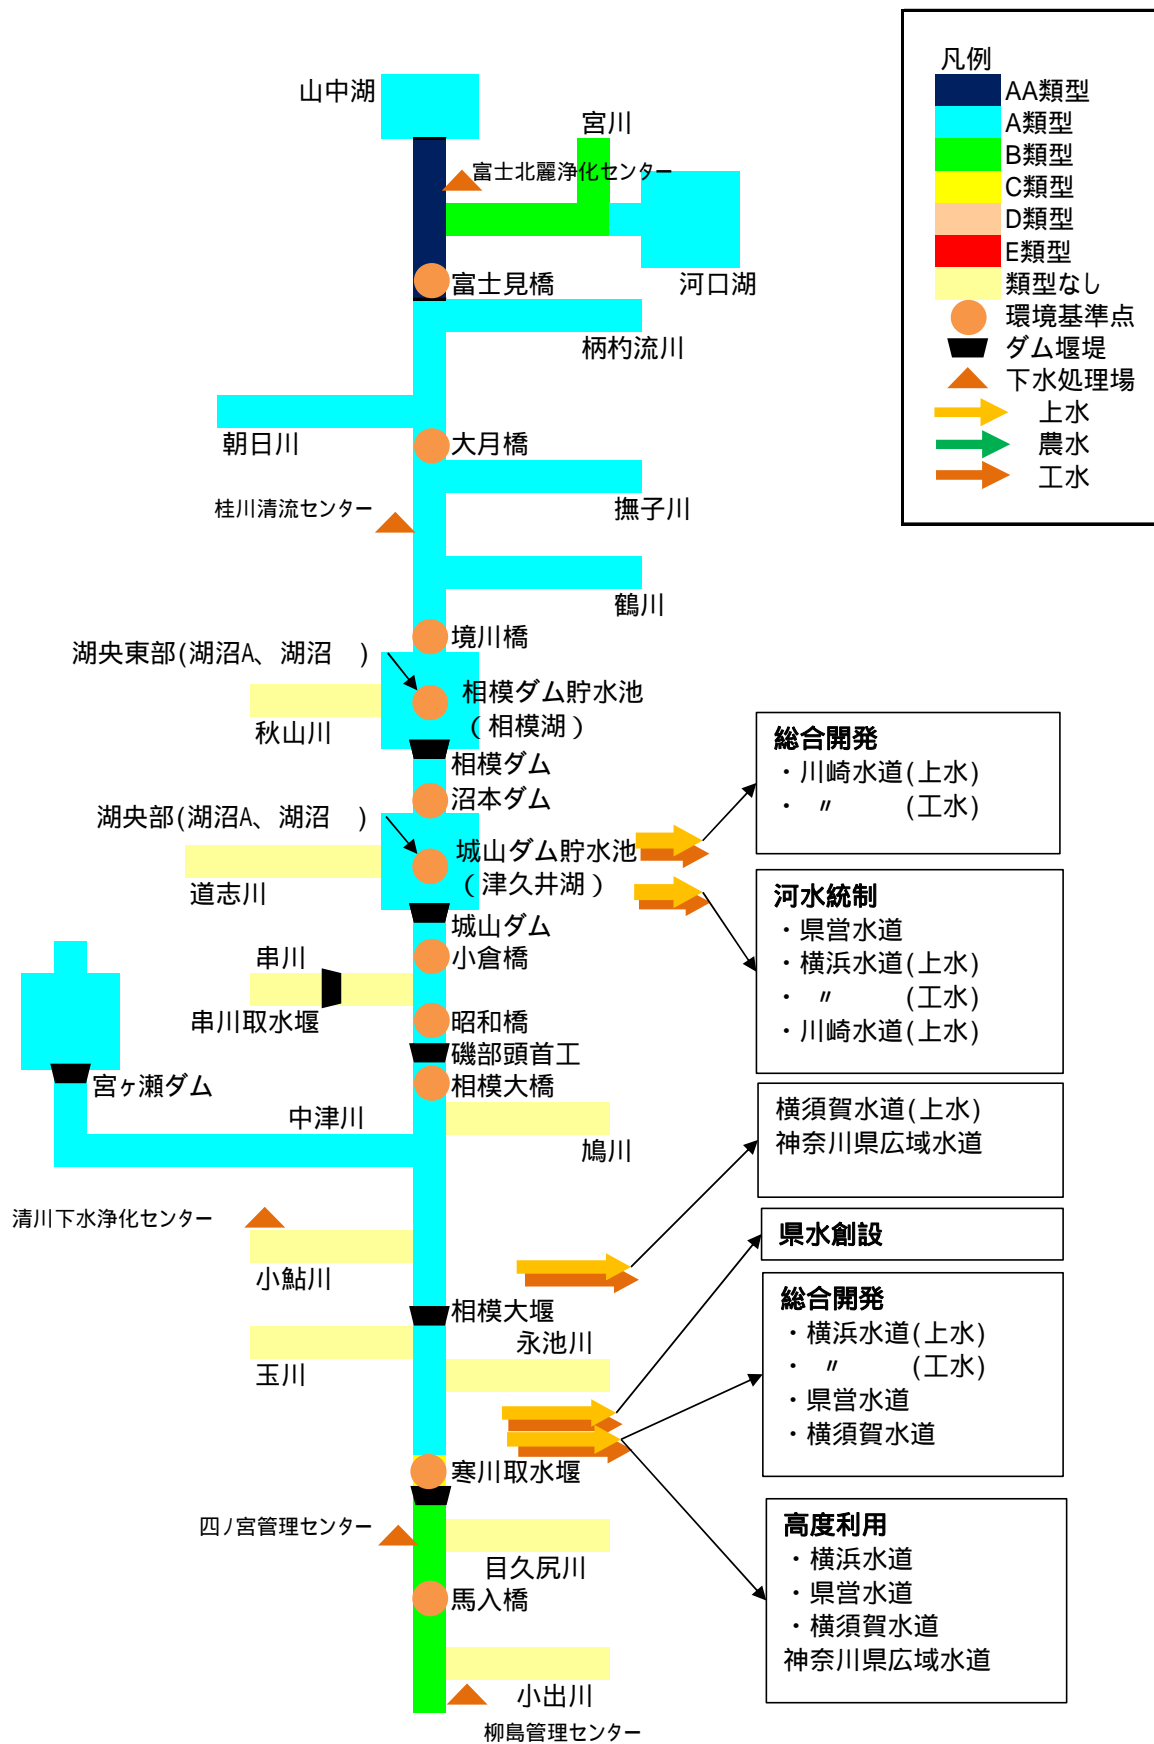 凡例
AA類型
A類型
B類型
C類型
D類型
E類型
類型なし
環境基準点
ダム堰堤
下水処理場
上水
農水
工水
山中湖
宮川
富士北麗浄化センター
富士見橋
河口湖
柄杓流川
朝日川
大月橋
桂川清流センター
撫子川
鶴川
境川橋
湖央東部(湖沼A、湖沼　)
相模ダム貯水池
(相模湖)
秋山川
相模ダム
沼本ダム
湖央部(湖沼A、湖沼　)
城山ダム貯水池
(津久井湖)
道志川
城山ダム
小倉橋
串川
串川取水堰
昭和橋
磯部頭首工
相模大橋
宮ヶ瀬ダム
中津川
鳩川
清川下水浄化センター
小鮎川
相模大堰
永池川
玉川
寒川取水堰
四ノ宮管理センター
目久尻川
馬入橋
小出川
柳島管理センター
総合開発
・川崎水道(上水)
・ 〃 (工水)
河水統制
・県営水道
・横浜水道(上水)
・ 〃 (工水)
・川崎水道(上水)
横須賀水道(上水)
神奈川県広域水道
県水創設
総合開発
・横浜水道(上水)
・ 〃 (工水)
・県営水道
・横須賀水道
高度利用
・横浜水道
・県営水道
・横須賀水道
神奈川県広域水道